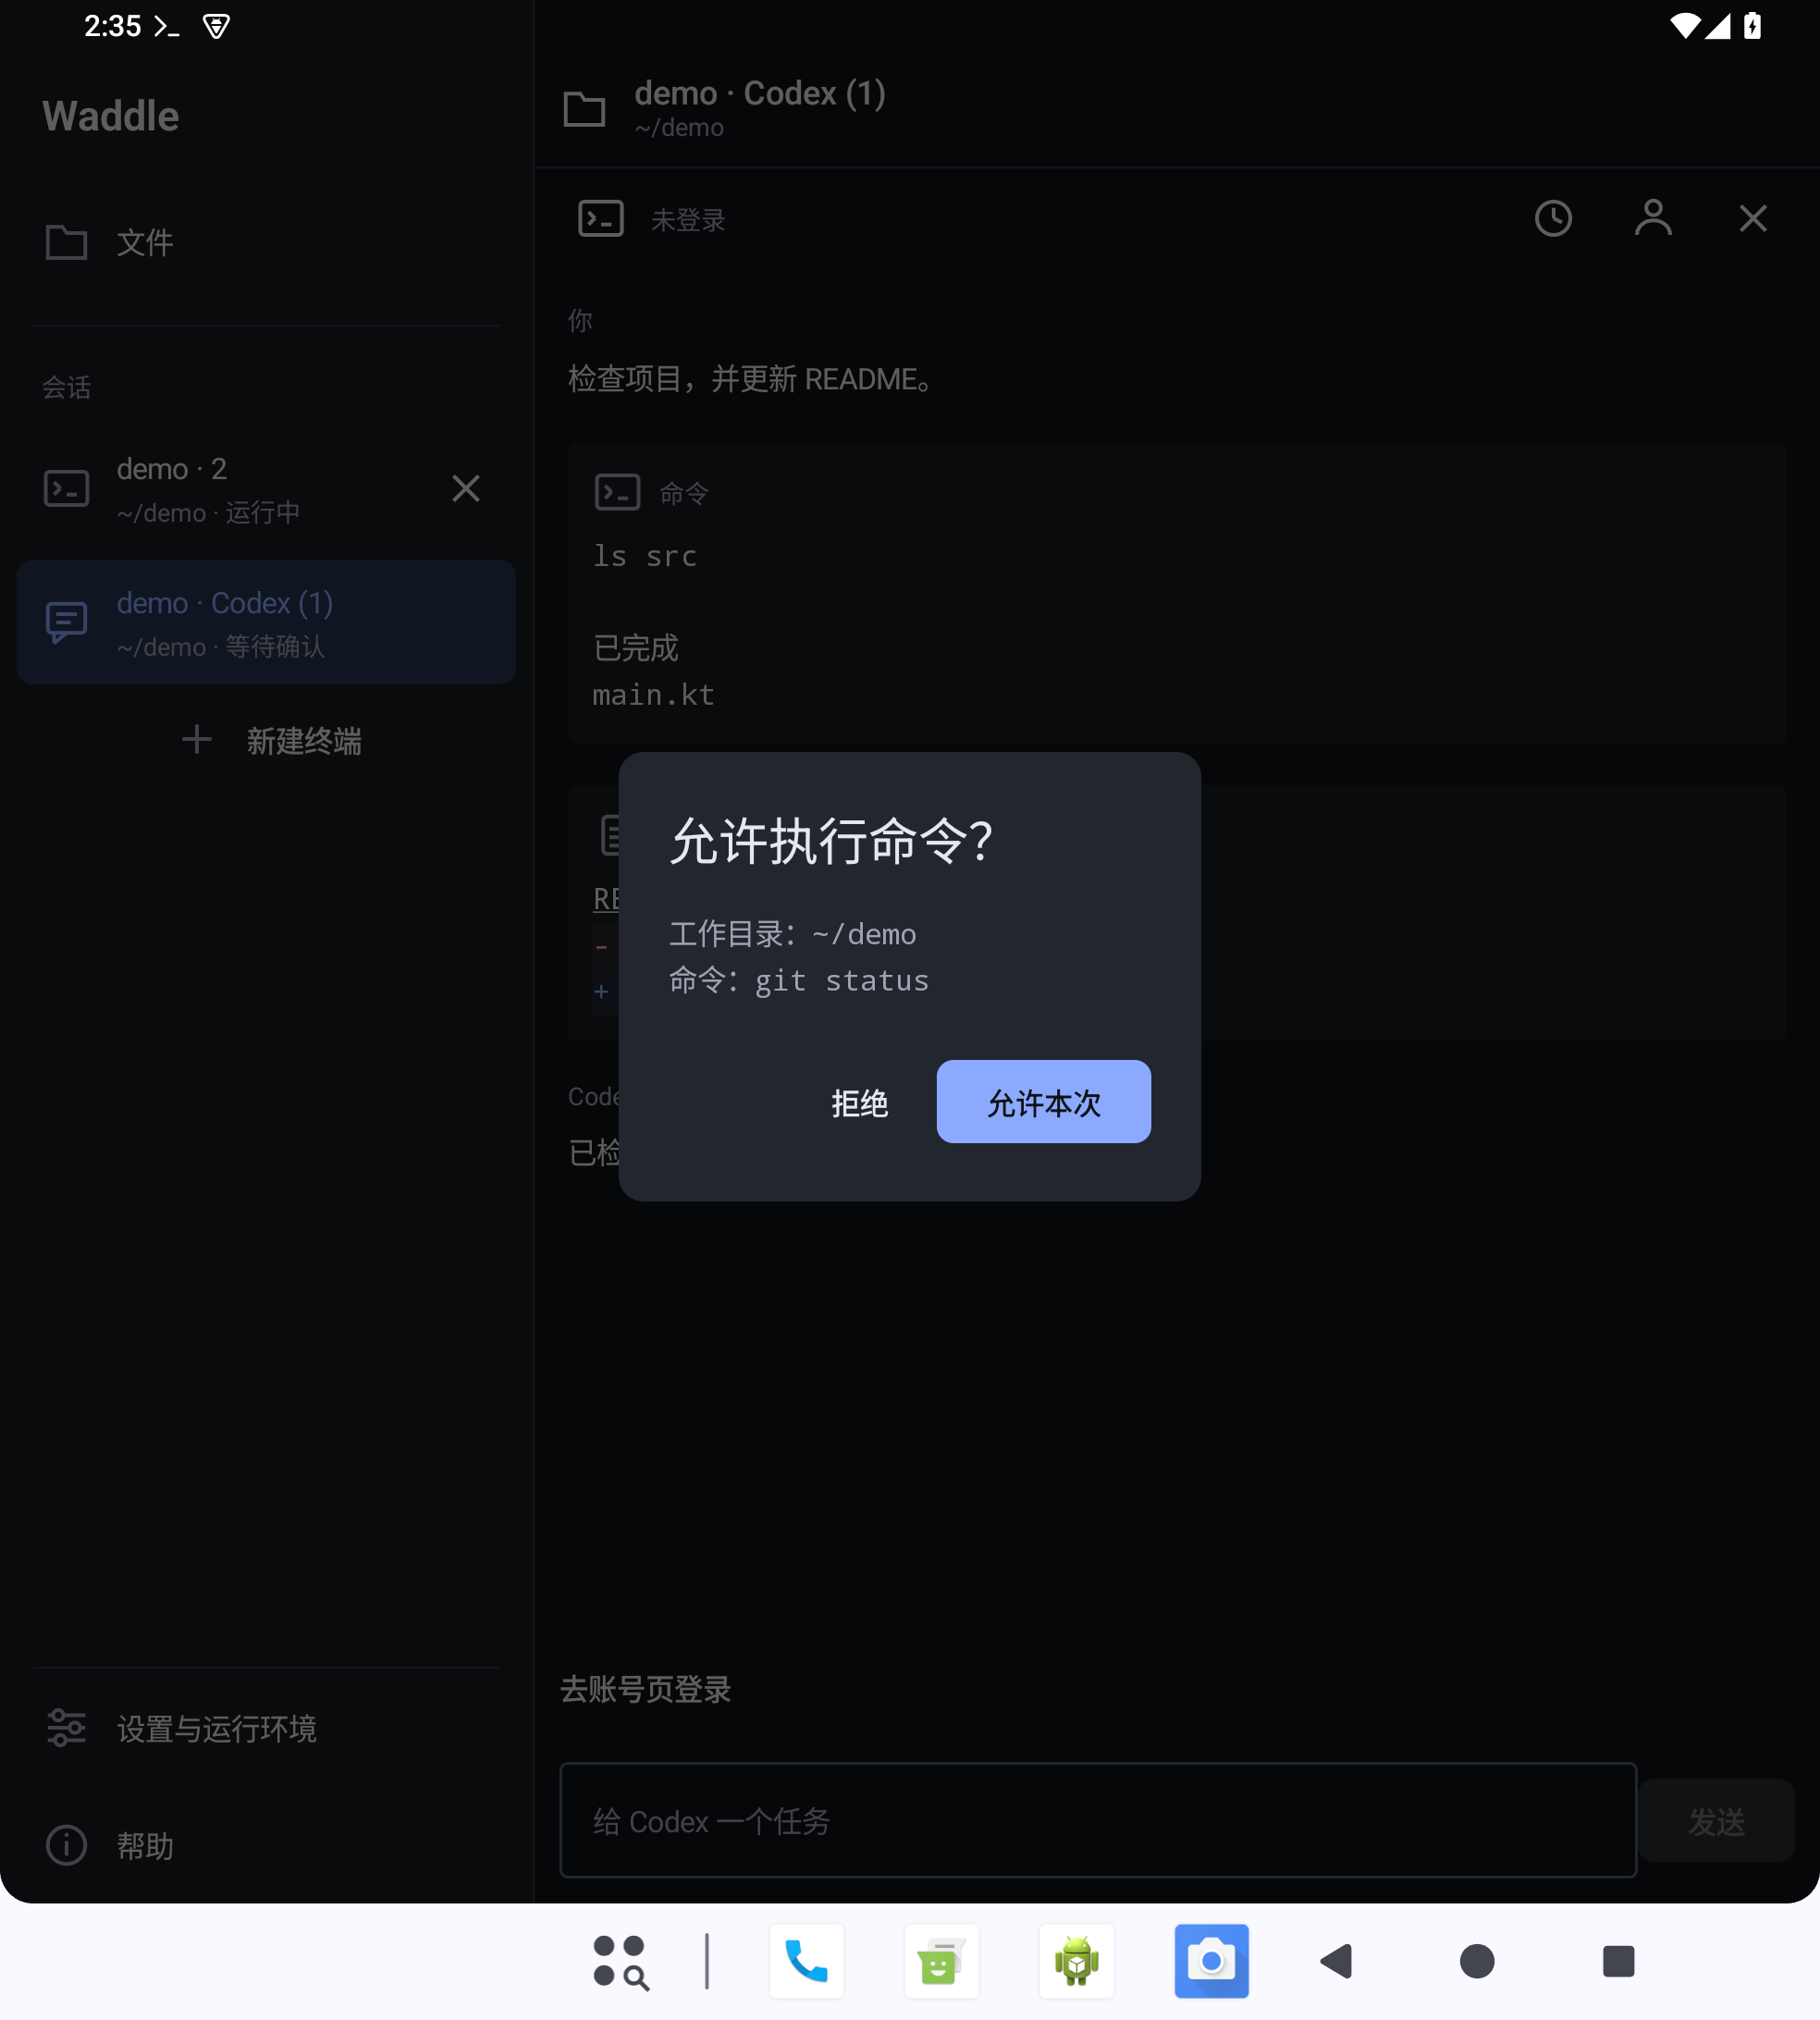 2:35
Waddle
文件
会话
demo · 2
~/demo · 运行中
demo · Codex (1)
~/demo · 等待确认
新建终端
设置与运行环境
帮助
demo · Codex (1)
~/demo
未登录
你
检查项目，并更新 README。
命令
ls src
已完成
main.kt
-
+
允许执行命令？
工作目录：~/demo
命令：git status
拒绝
允许本次
去账号页登录
给 Codex 一个任务
发送